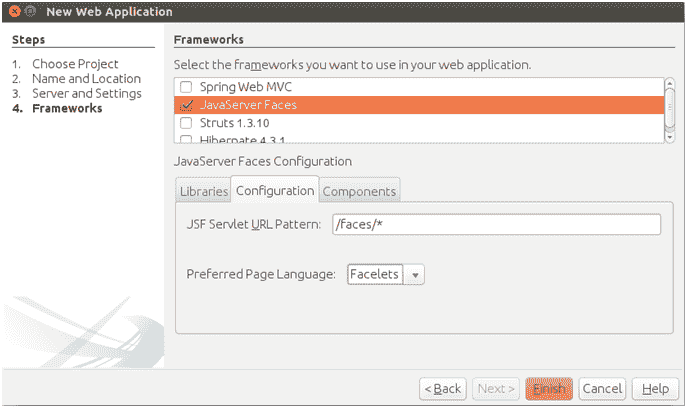 New Web Application
Steps
1. Choose Project
2. Name and Location
3. Server and Settings
4. Frameworks
Frameworks
Select the frameworks you want to use in your web application.
Spring Web MVC
JavaServer Faces
Struts 1.3.10
Hibernate 4.3.1
JavaServer Faces Configuration
Libraries Configuration Components
JSF Servlet URL Pattern: /faces/*
Preferred Page Language: Facelets
< Back Next > Finish Cancel Help